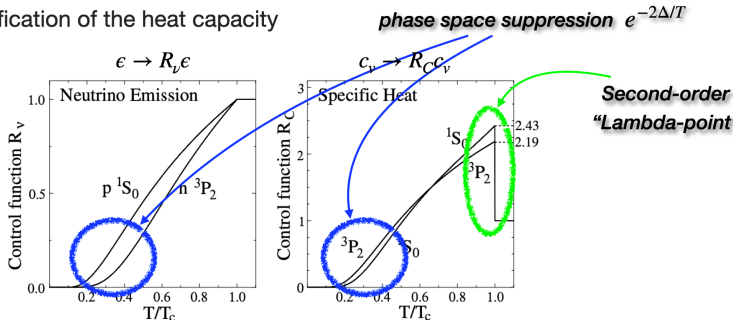 fication of the heat capacity
phase space suppression e^{-2Δ/T}
ϵ → R_ν ϵ
c_v → R_C c_v
Second-order
"Lambda-point
Neutrino Emission
Control function R_ν
1.0
0.5
0.0
p ¹S₀
n ³P₂
0.2 0.4 0.6 0.8 1.0
T/T_c
Specific Heat
Control function R_C
3
2
1
0
¹S₀
³P₂
2.43
2.19
³P₂
¹S₀
0.2 0.4 0.6 0.8 1.0
T/T_c